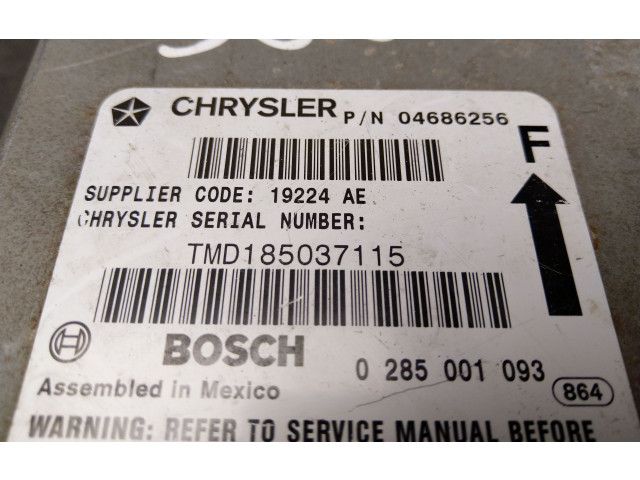 CHRYSLER P/N 04686256
F
SUPPLIER CODE: 19224 AE
CHRYSLER SERIAL NUMBER:
TMD185037115
BOSCH 0 285 001 093
Assembled in Mexico 864
WARNING: REFER TO SERVICE MANUAL BEFORE